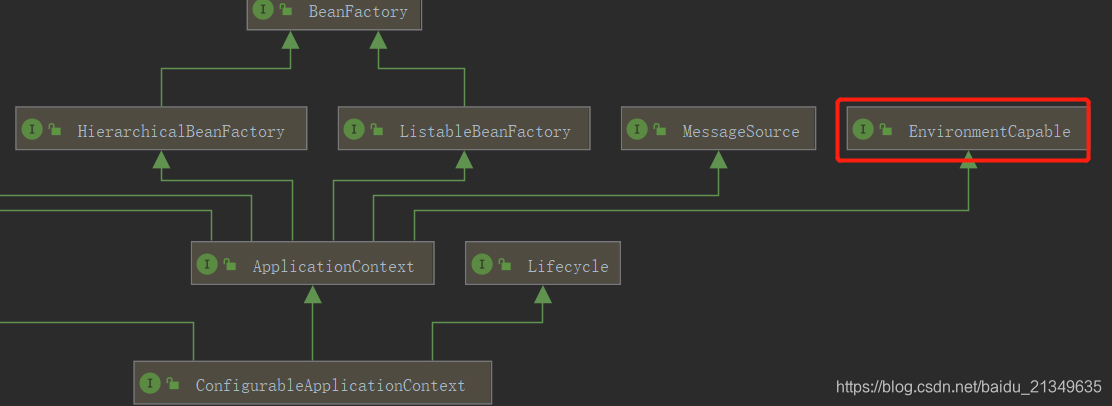 BeanFactory
HierarchicalBeanFactory
ListableBeanFactory
MessageSource
EnvironmentCapable
ApplicationContext
Lifecycle
ConfigurableApplicationContext
https://blog.csdn.net/baidu_21349635